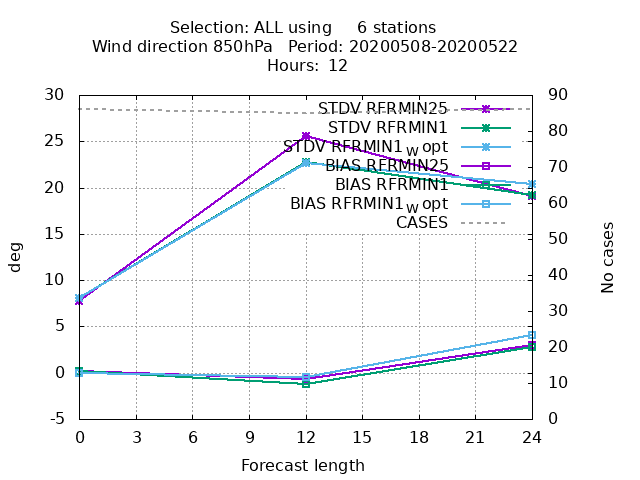 Selection: ALL using     6 stations
Wind direction 850hPa   Period: 20200508-20200522
Hours:  12
30
25
20
15
10
5
0
-5
deg
90
80
70
60
50
40
30
20
10
0
No cases
STDV RFRMIN25
STDV RFRMIN1
STDV RFRMIN1_w opt
BIAS RFRMIN25
BIAS RFRMIN1
BIAS RFRMIN1_w opt
CASES
0 3 6 9 12 15 18 21 24
Forecast length